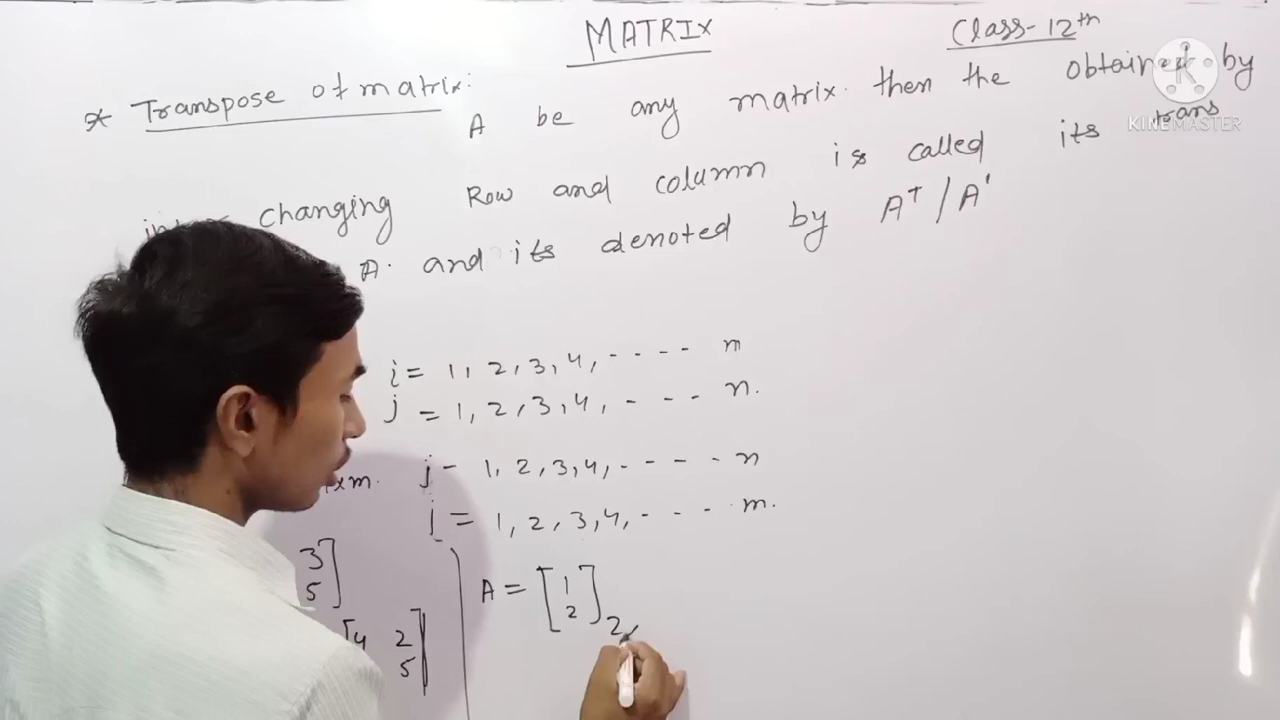 MATRIX
Class-12th
* Transpose of matrix:
A be any matrix. then the obtained by
changing Row and column is called its trans
A. and its denoted by Aᵀ/A'
i = 1, 2, 3, 4, - - - - m
j = 1, 2, 3, 4, - - - n.
xm. j - 1, 2, 3, 4, - - - - n
i = 1, 2, 3, 4, - - - m.
3]
5]
[4 2]
5]
A = [1
2]2
KINEMASTER